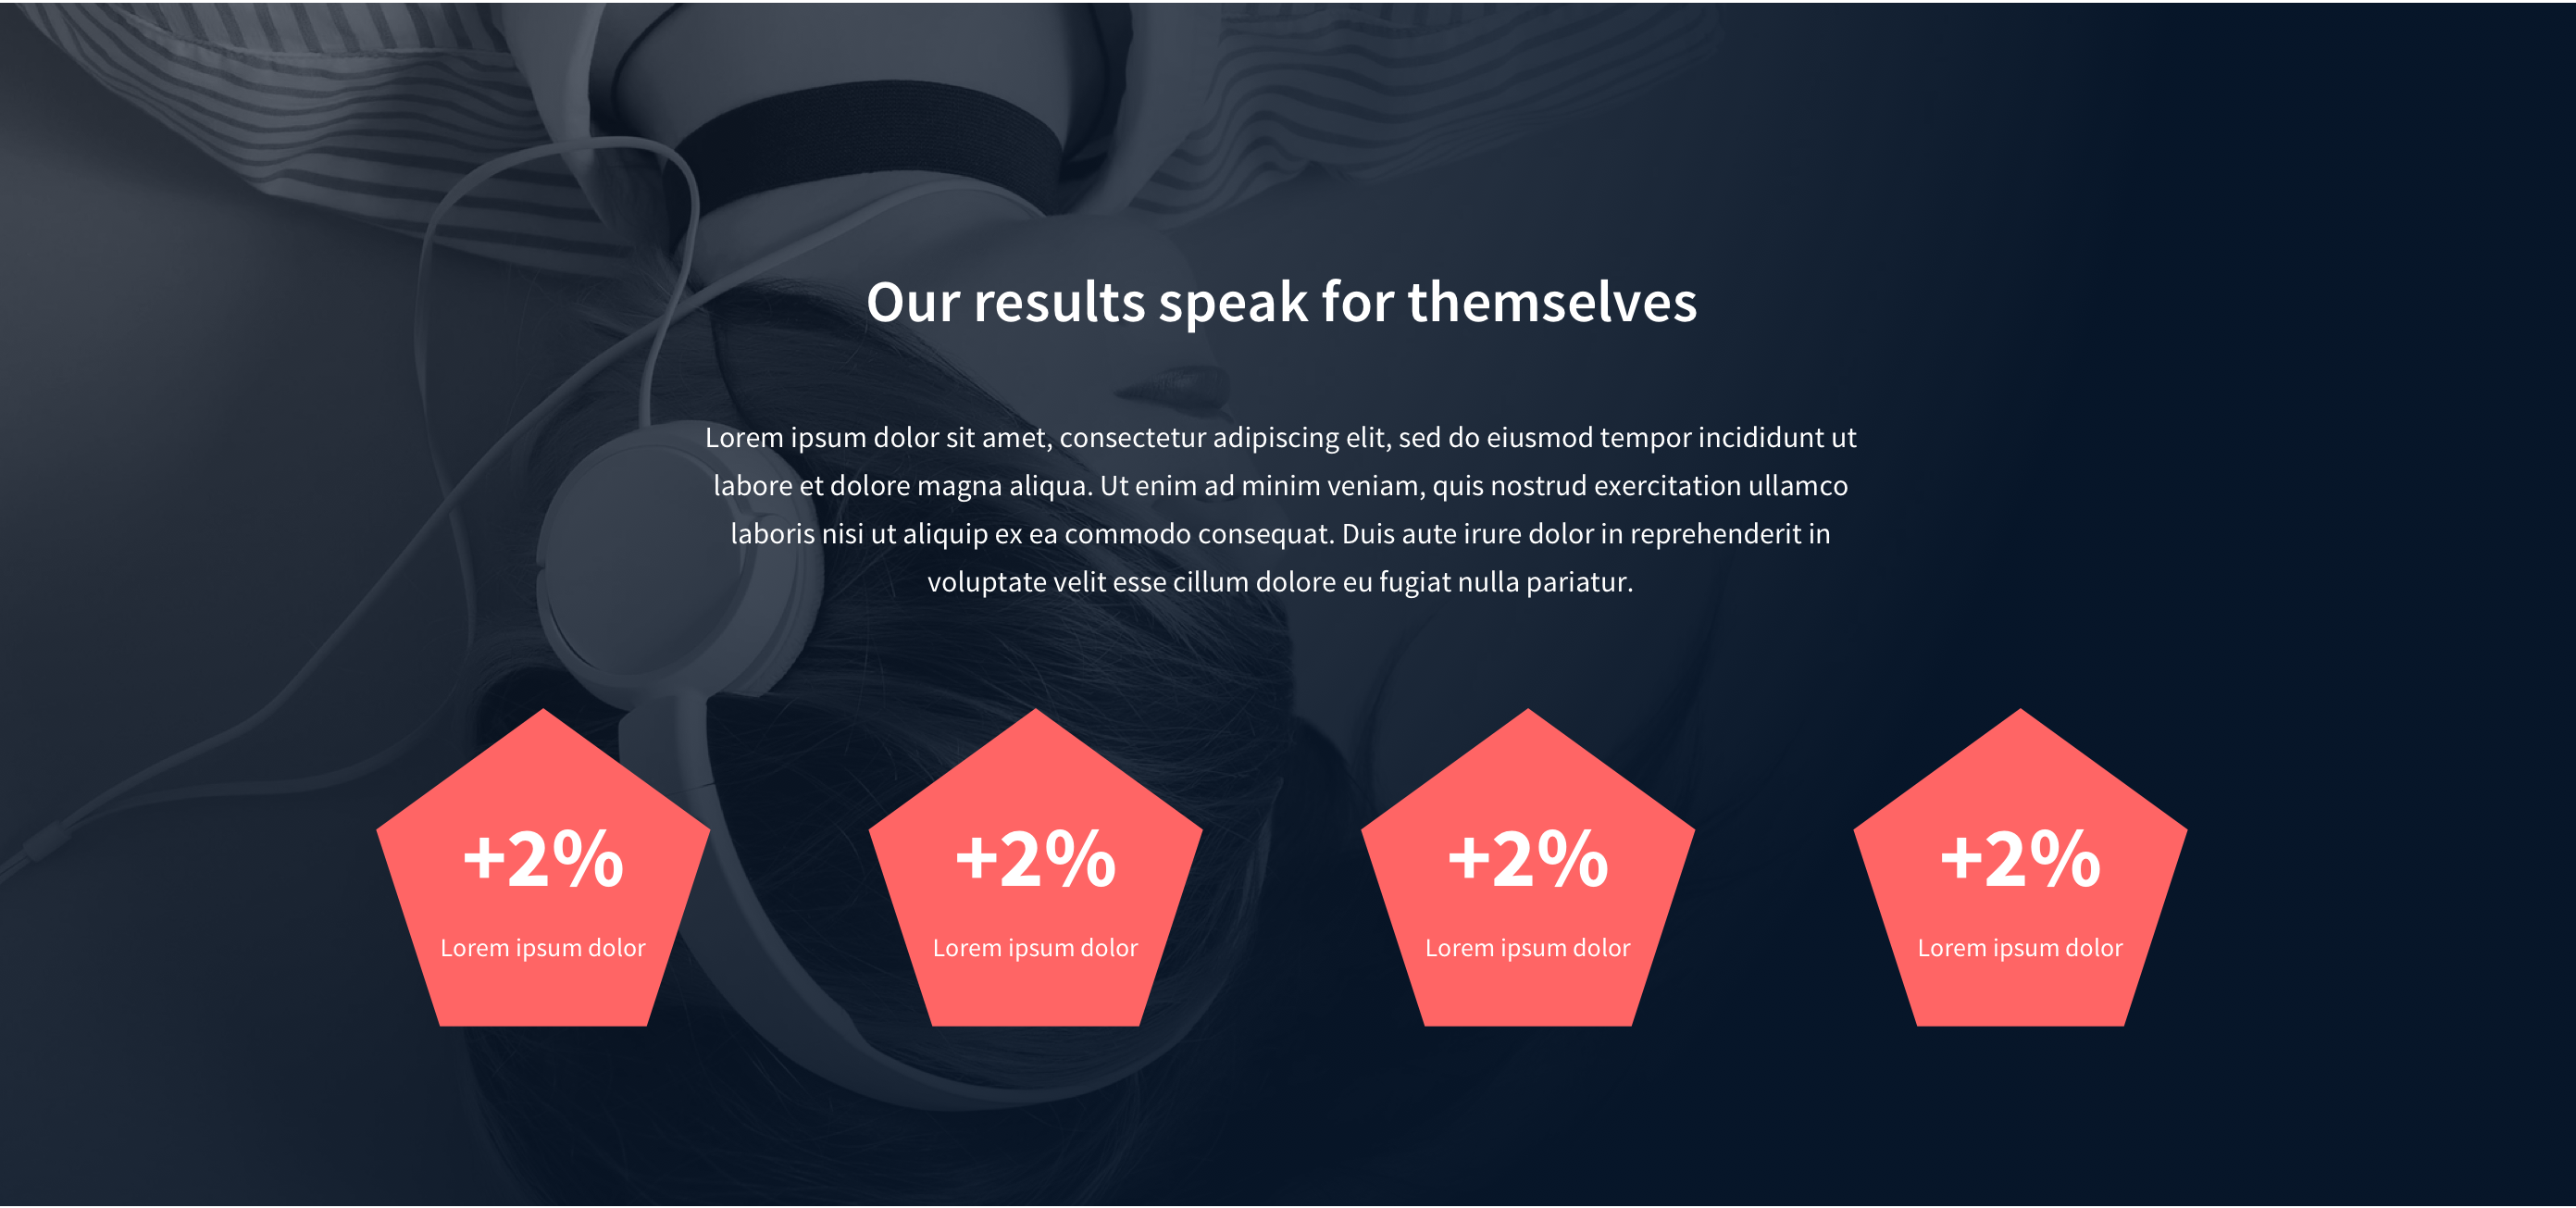 Our results speak for themselves
Lorem ipsum dolor sit amet, consectetur adipiscing elit, sed do eiusmod tempor incididunt ut
labore et dolore magna aliqua. Ut enim ad minim veniam, quis nostrud exercitation ullamco
laboris nisi ut aliquip ex ea commodo consequat. Duis aute irure dolor in reprehenderit in
voluptate velit esse cillum dolore eu fugiat nulla pariatur.
+2%
Lorem ipsum dolor
+2%
Lorem ipsum dolor
+2%
Lorem ipsum dolor
+2%
Lorem ipsum dolor